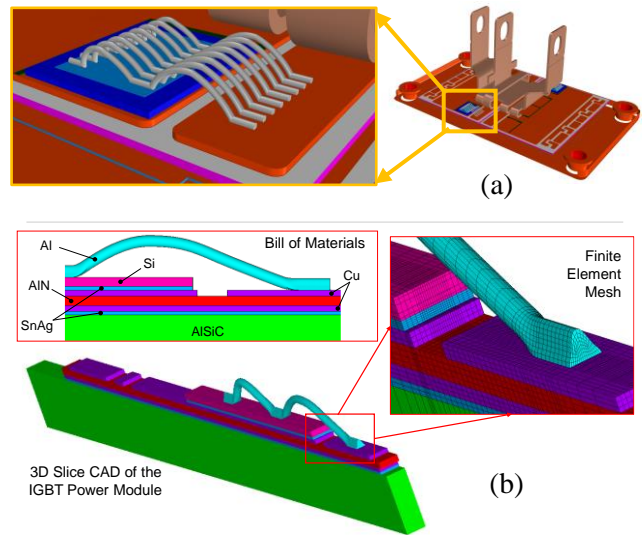 (a)
Bill of Materials
Al
Si
AlN
Cu
SnAg
AlSiC
Finite
Element
Mesh
3D Slice CAD of the
IGBT Power Module
(b)